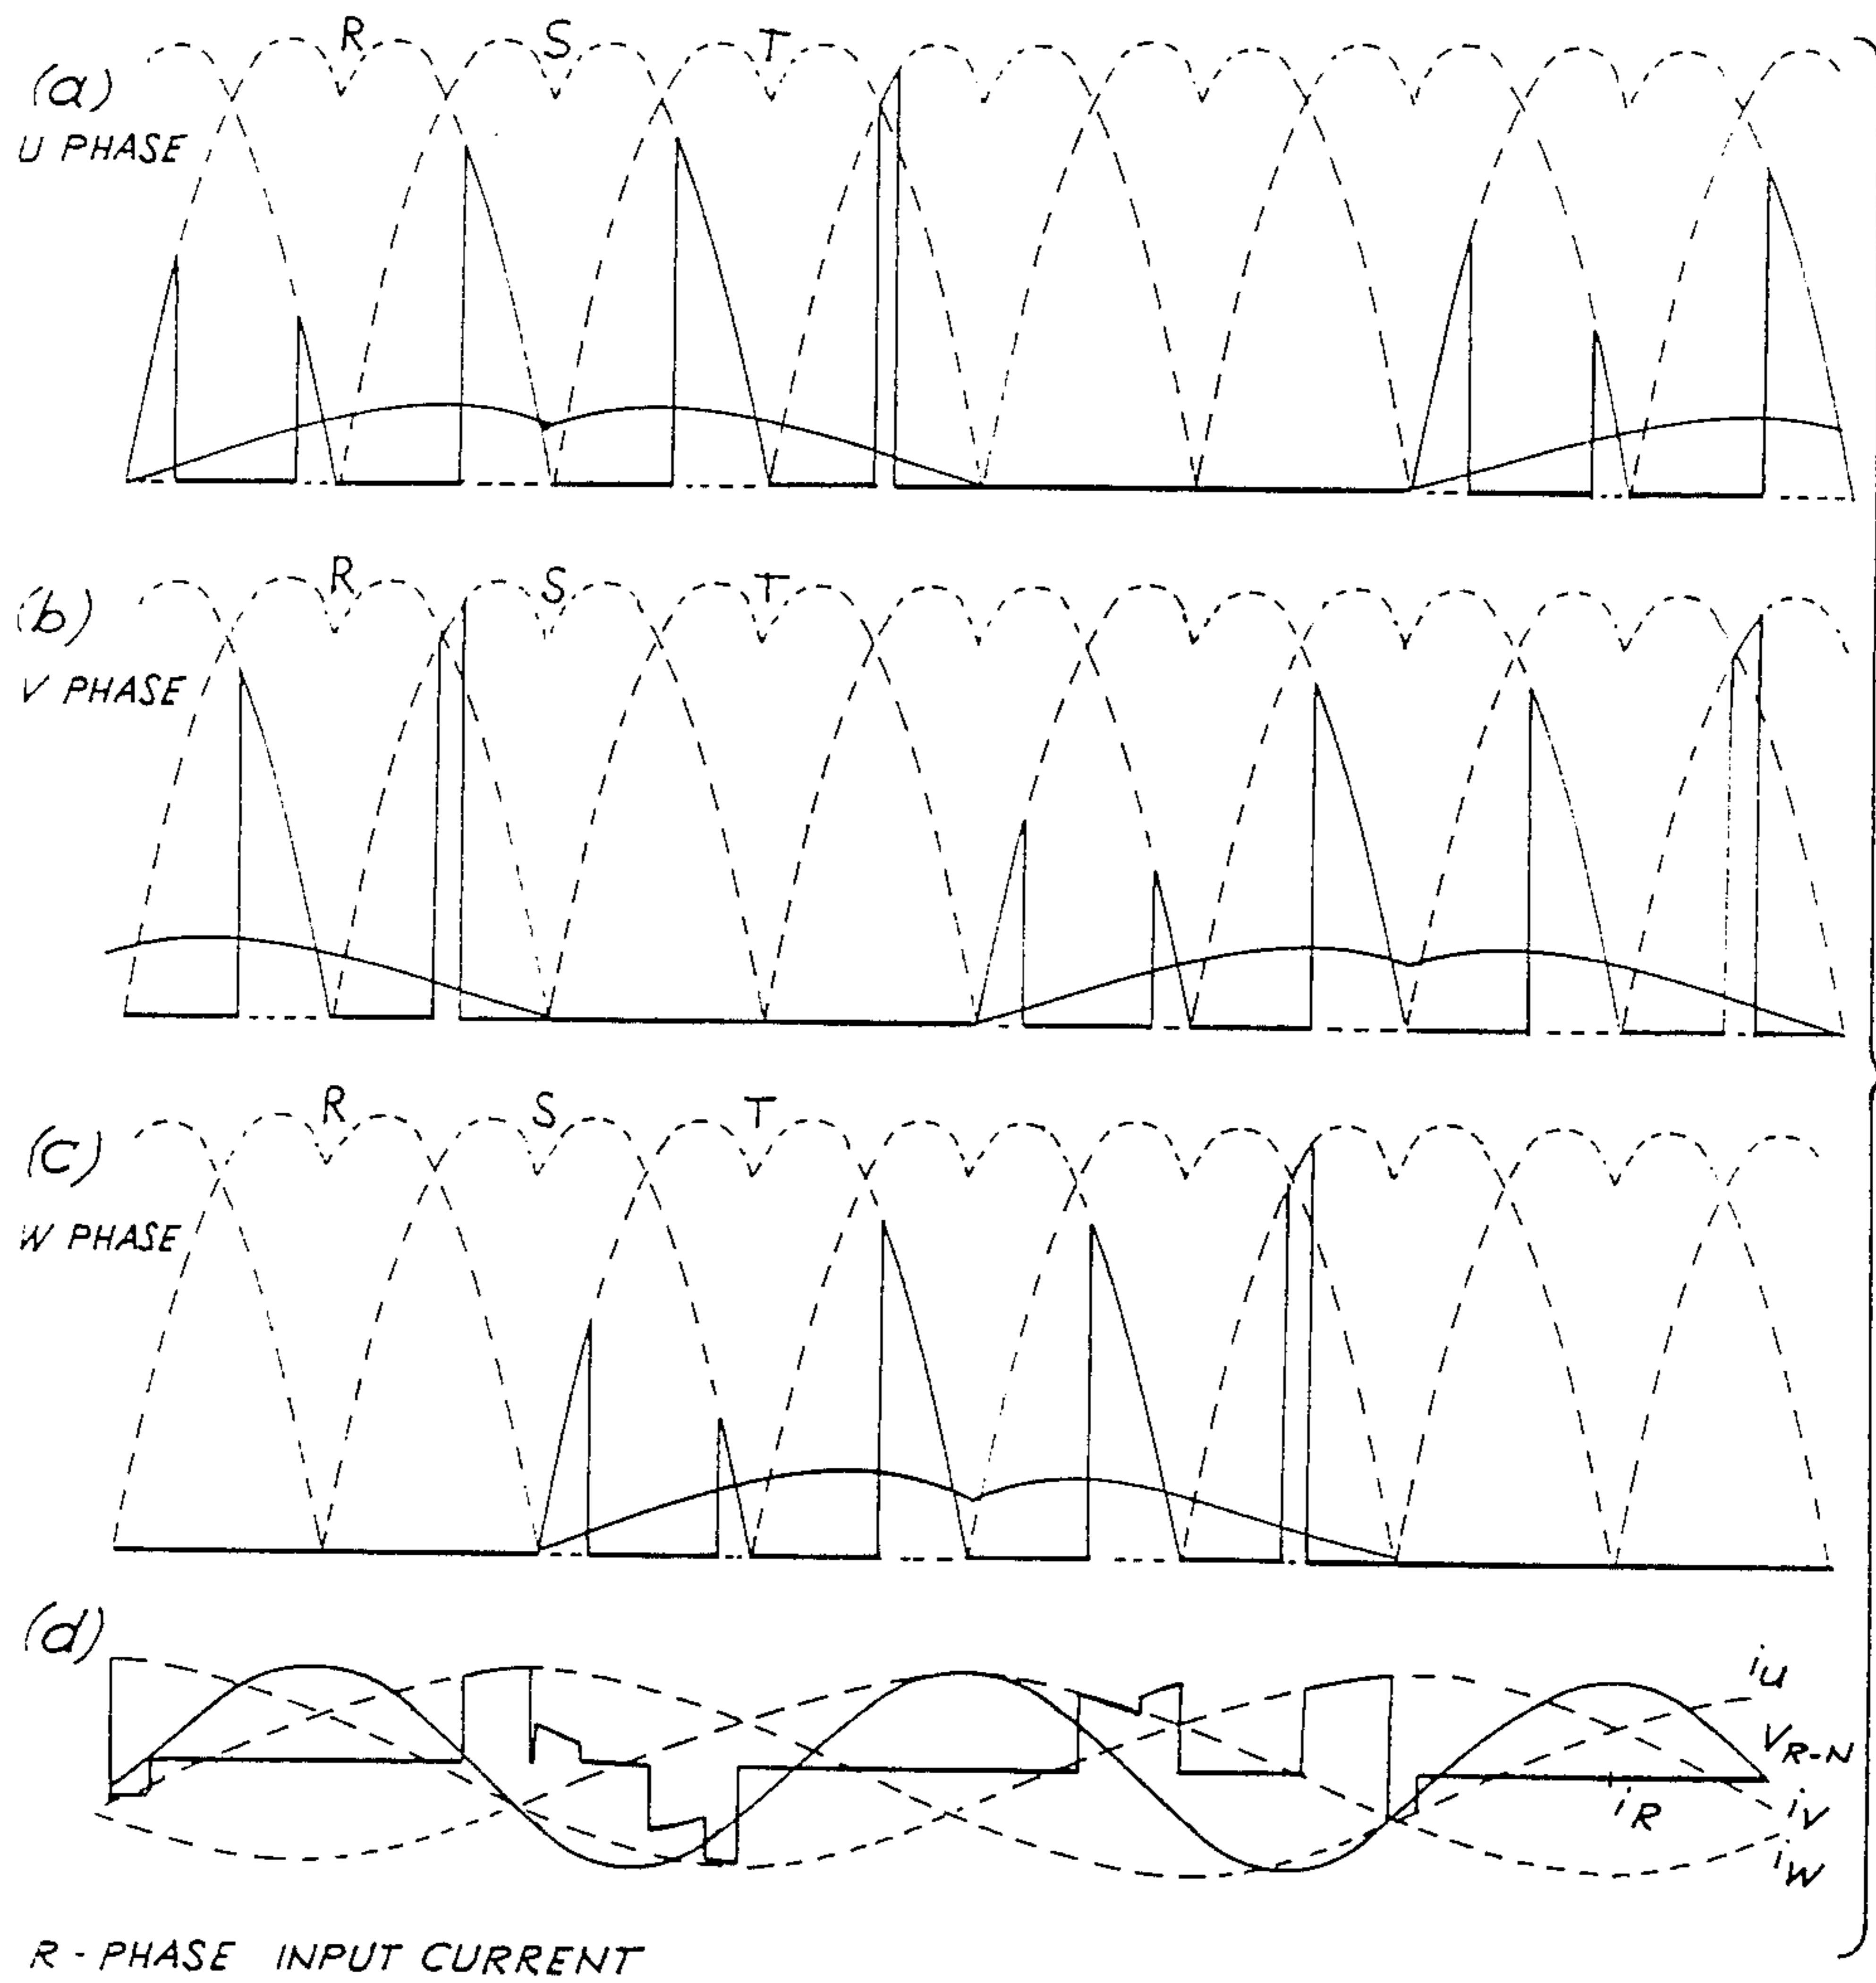 R S T
(a)
U PHASE
R S T
(b)
V PHASE
R S T
(c)
W PHASE
(d)
iU
VR-N
iR
iV
iW
R - PHASE INPUT CURRENT